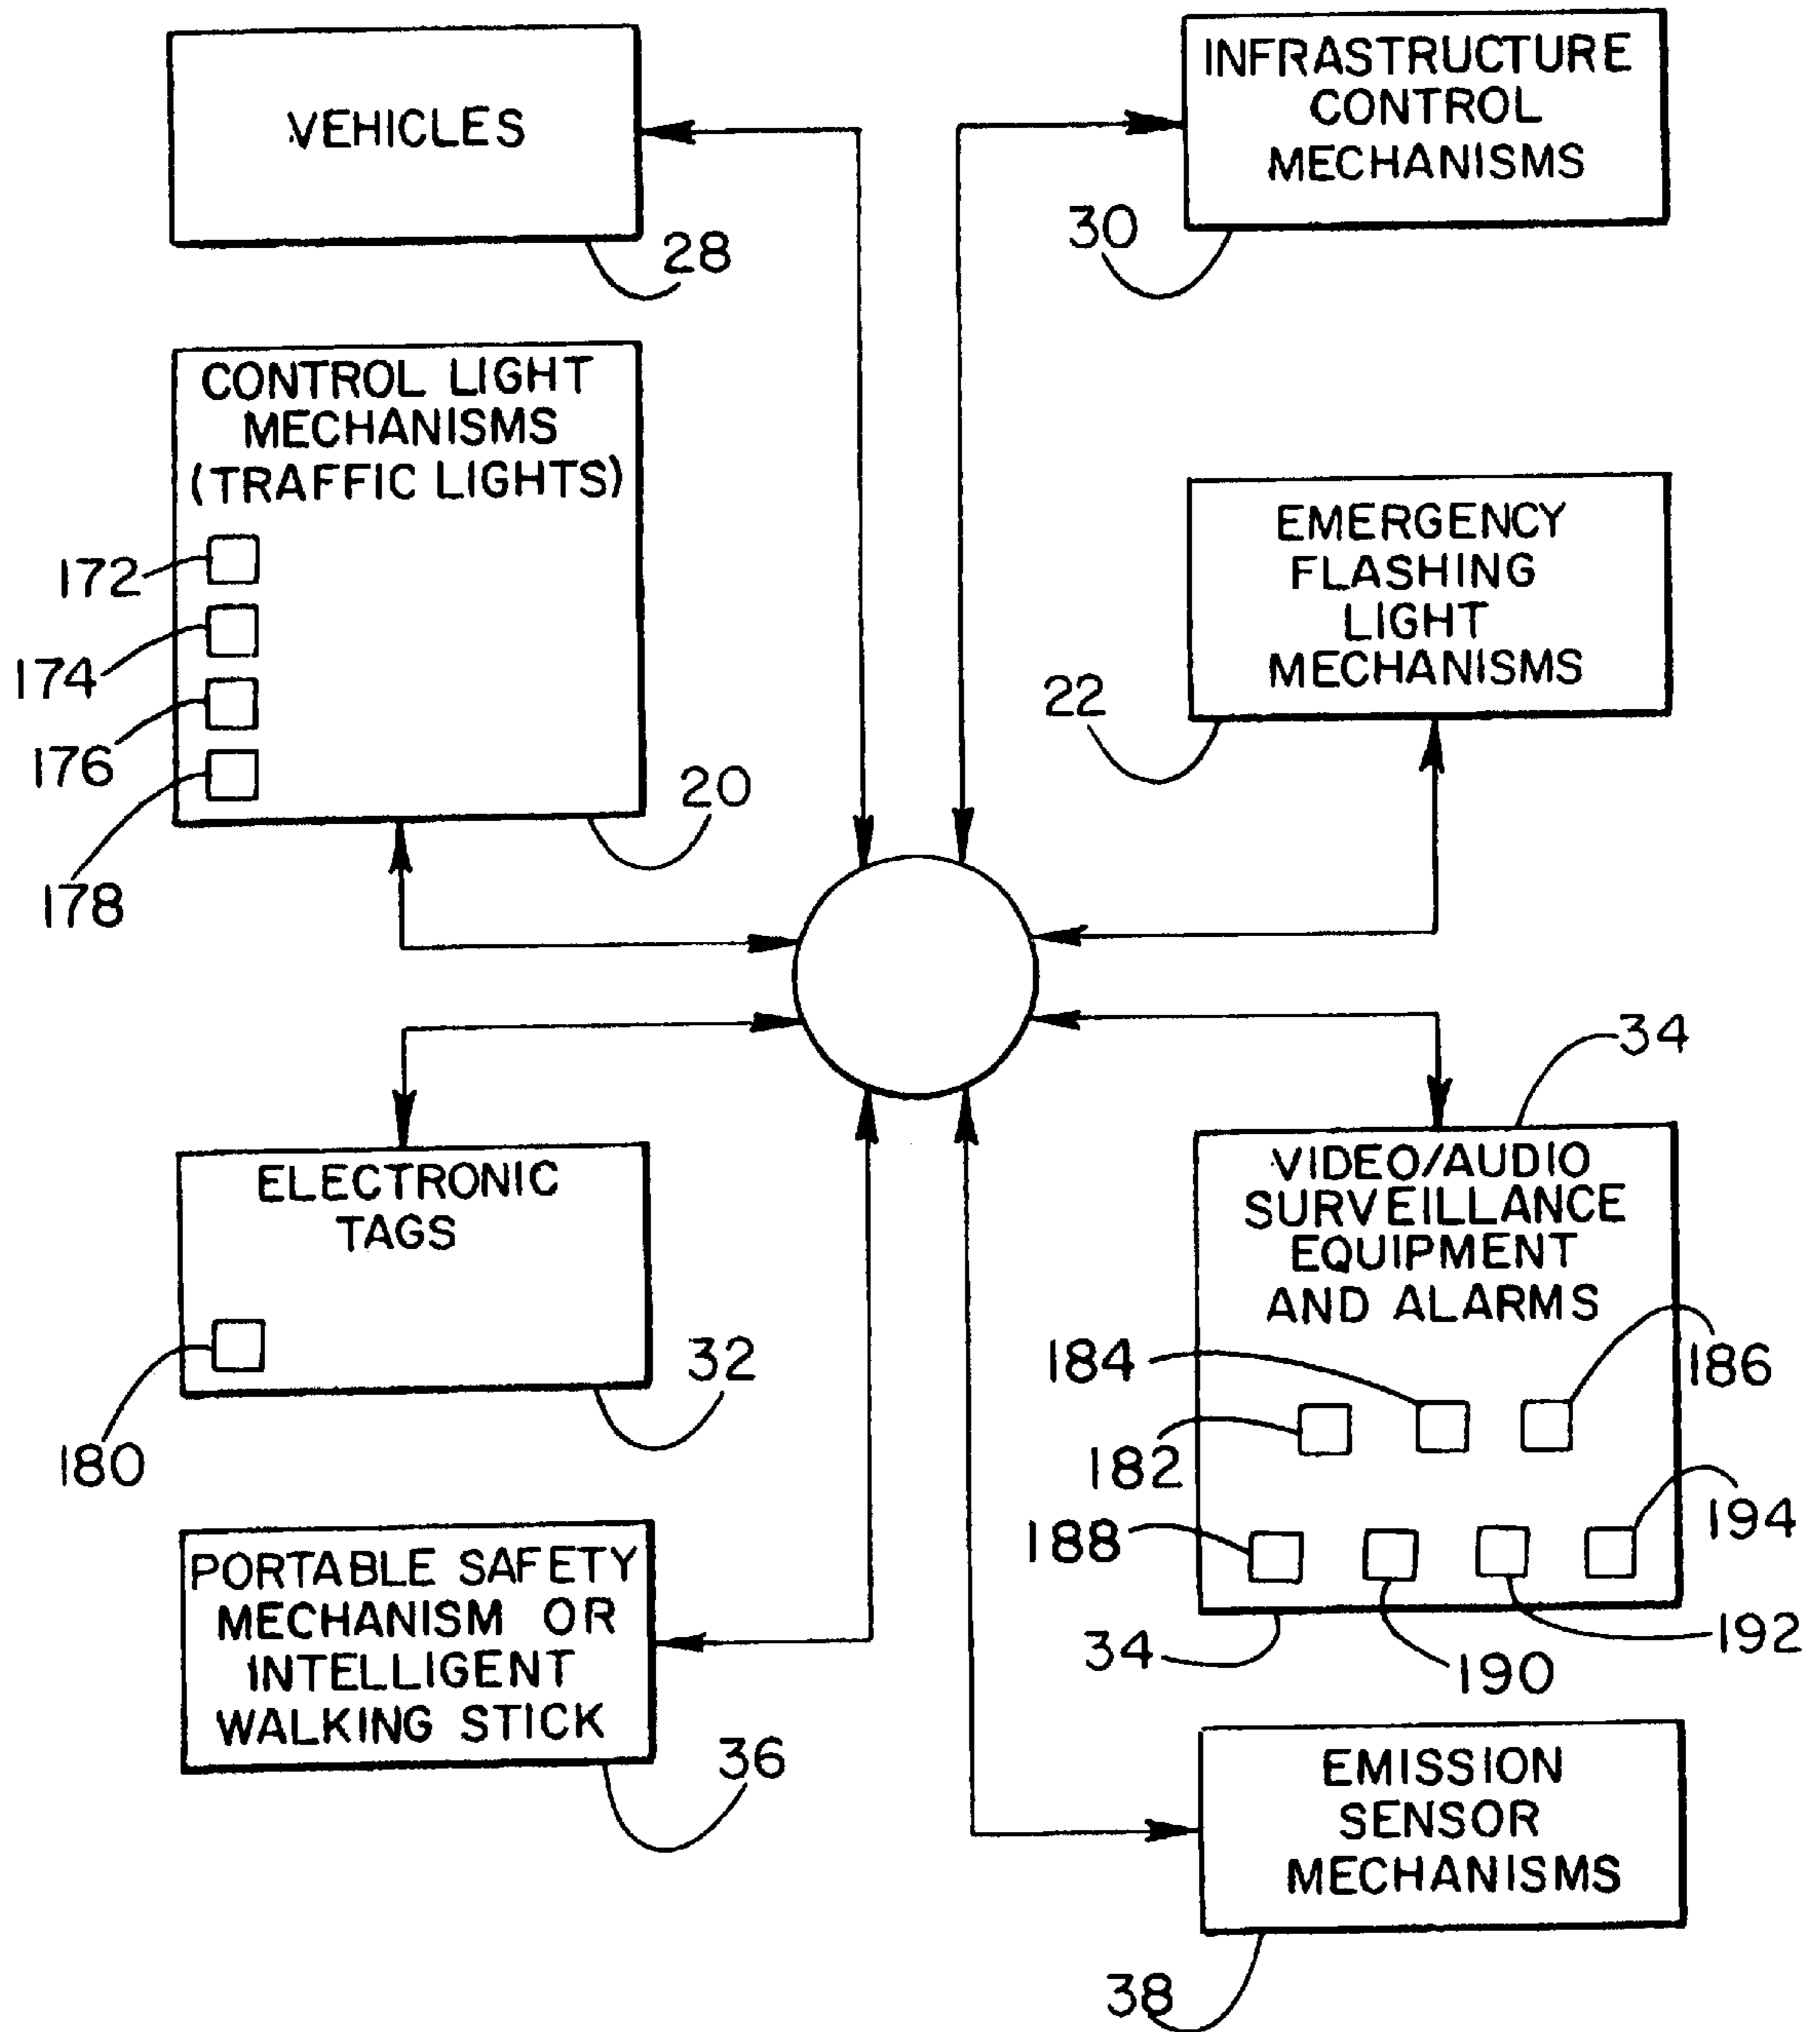 VEHICLES
28
INFRASTRUCTURE
CONTROL
MECHANISMS
30
CONTROL LIGHT
MECHANISMS
(TRAFFIC LIGHTS)
172
174
176
178
20
EMERGENCY
FLASHING
LIGHT
MECHANISMS
22
ELECTRONIC
TAGS
180
32
34
VIDEO/AUDIO
SURVEILLANCE
EQUIPMENT
AND ALARMS
184
186
182
188
194
34
190
192
PORTABLE SAFETY
MECHANISM OR
INTELLIGENT
WALKING STICK
36
EMISSION
SENSOR
MECHANISMS
38